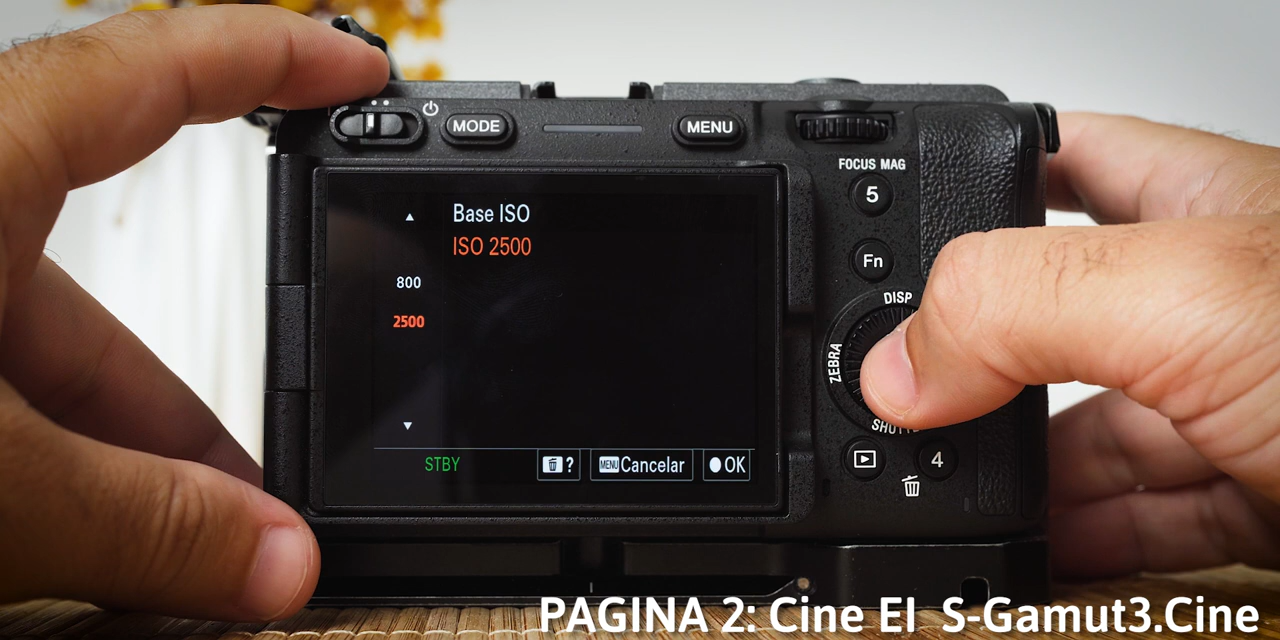 MODE
MENU
FOCUS MAG
5
Fn
DISP
ZEBRA
Base ISO
ISO 2500
800
2500
STBY
?
MENU Cancelar
OK
4
PAGINA 2: Cine EI S-Gamut3.Cine